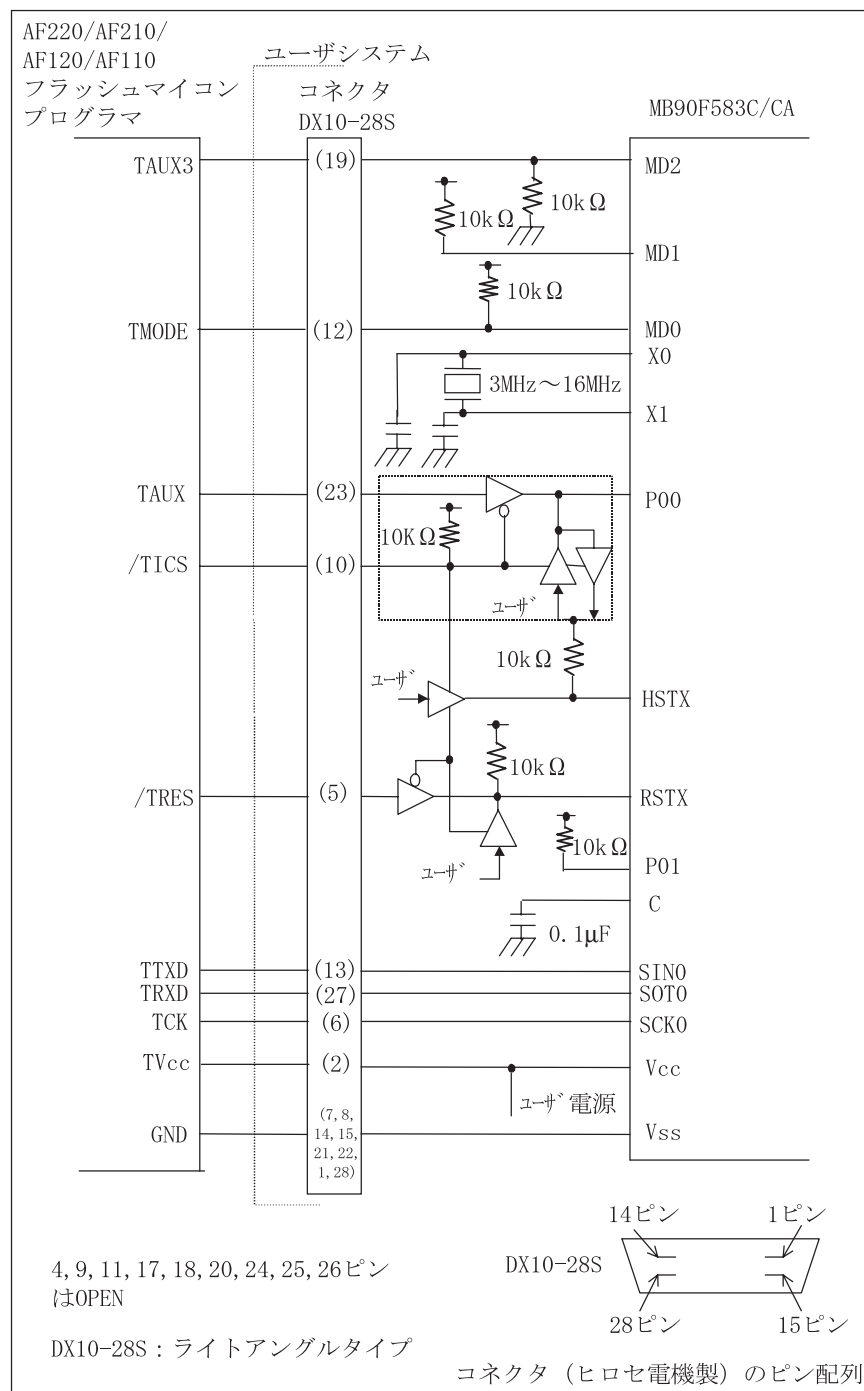 AF220/AF210/
AF120/AF110
フラッシュマイコン
プログラマ
ユーザシステム
コネクタ
DX10-28S
MB90F583C/CA
TAUX3
(19)
MD2
10kΩ
10kΩ
MD1
10kΩ
TMODE
(12)
MD0
X0
3MHz～16MHz
X1
TAUX
(23)
P00
10KΩ
/TICS
(10)
ユーザ
10kΩ
ユーザ
HSTX
10kΩ
/TRES
(5)
RSTX
10kΩ
ユーザ
P01
C
0.1μF
TTXD
(13)
SIN0
TRXD
(27)
SOT0
TCK
(6)
SCK0
TVcc
(2)
Vcc
ユーザ電源
GND
(7,8,
14,15,
21,22,
1,28)
Vss
14ピン
1ピン
DX10-28S
28ピン
15ピン
4,9,11,17,18,20,24,25,26ピン
はOPEN
DX10-28S：ライトアングルタイプ
コネクタ（ヒロセ電機製）のピン配列